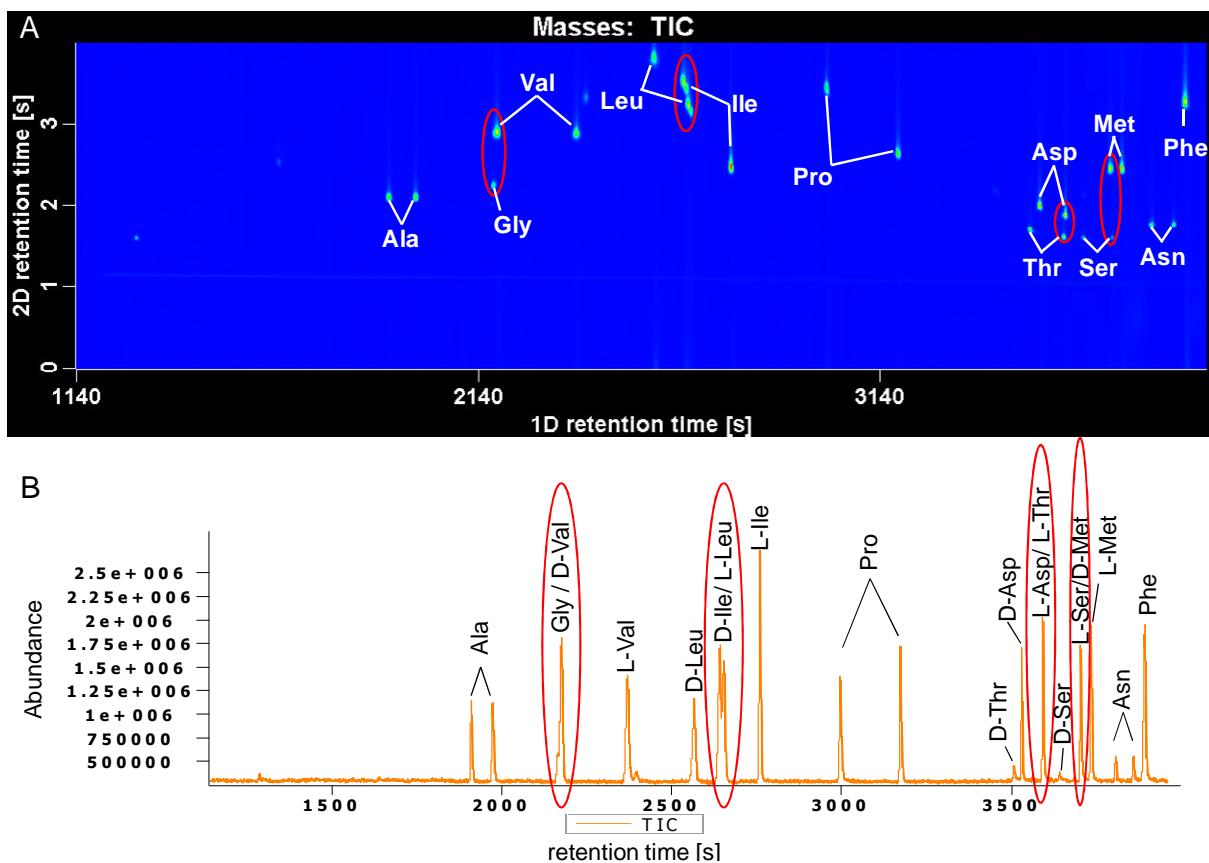 A
Masses: TIC
2D retention time [s]
3
2
1
0
Val
Leu
Ile
Pro
Asp
Met
Phe
Ala
Gly
Thr
Ser
Asn
1140
2140
3140
1D retention time [s]
B
Abundance
2.5e+006
2.25e+006
2e+006
1.75e+006
1.5e+006
1.25e+006
1e+006
750000
500000
Ala
Gly / D-Val
L-Val
D-Leu
D-Ile/ L-Leu
L-Ile
Pro
D-Thr
D-Asp
L-Asp/ L-Thr
D-Ser
L-Ser/D-Met
L-Met
Asn
Phe
1500
2000
2500
3000
3500
TIC
retention time [s]